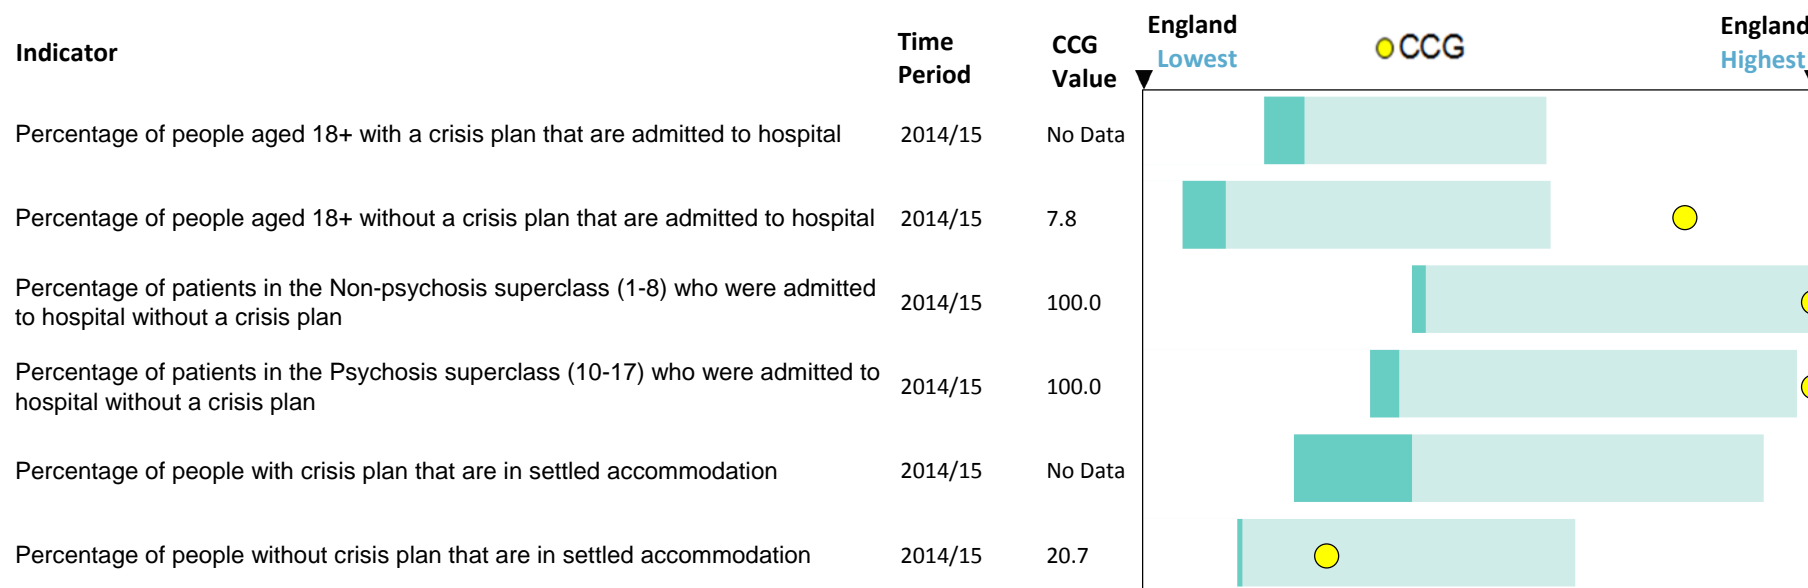 Indicator
Time
Period
CCG
Value
England
Lowest
CCG
England
Highest
Percentage of people aged 18+ with a crisis plan that are admitted to hospital 2014/15 No Data
Percentage of people aged 18+ without a crisis plan that are admitted to hospital 2014/15 7.8
Percentage of patients in the Non-psychosis superclass (1-8) who were admitted
to hospital without a crisis plan 2014/15 100.0
Percentage of patients in the Psychosis superclass (10-17) who were admitted to
hospital without a crisis plan 2014/15 100.0
Percentage of people with crisis plan that are in settled accommodation 2014/15 No Data
Percentage of people without crisis plan that are in settled accommodation 2014/15 20.7